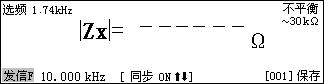 选频 1.74kHz 不平衡
~30kΩ
|Zx|= ------ Ω
发信F 10.000 kHz [ 同步 ON⬆⬇] [001] 保存